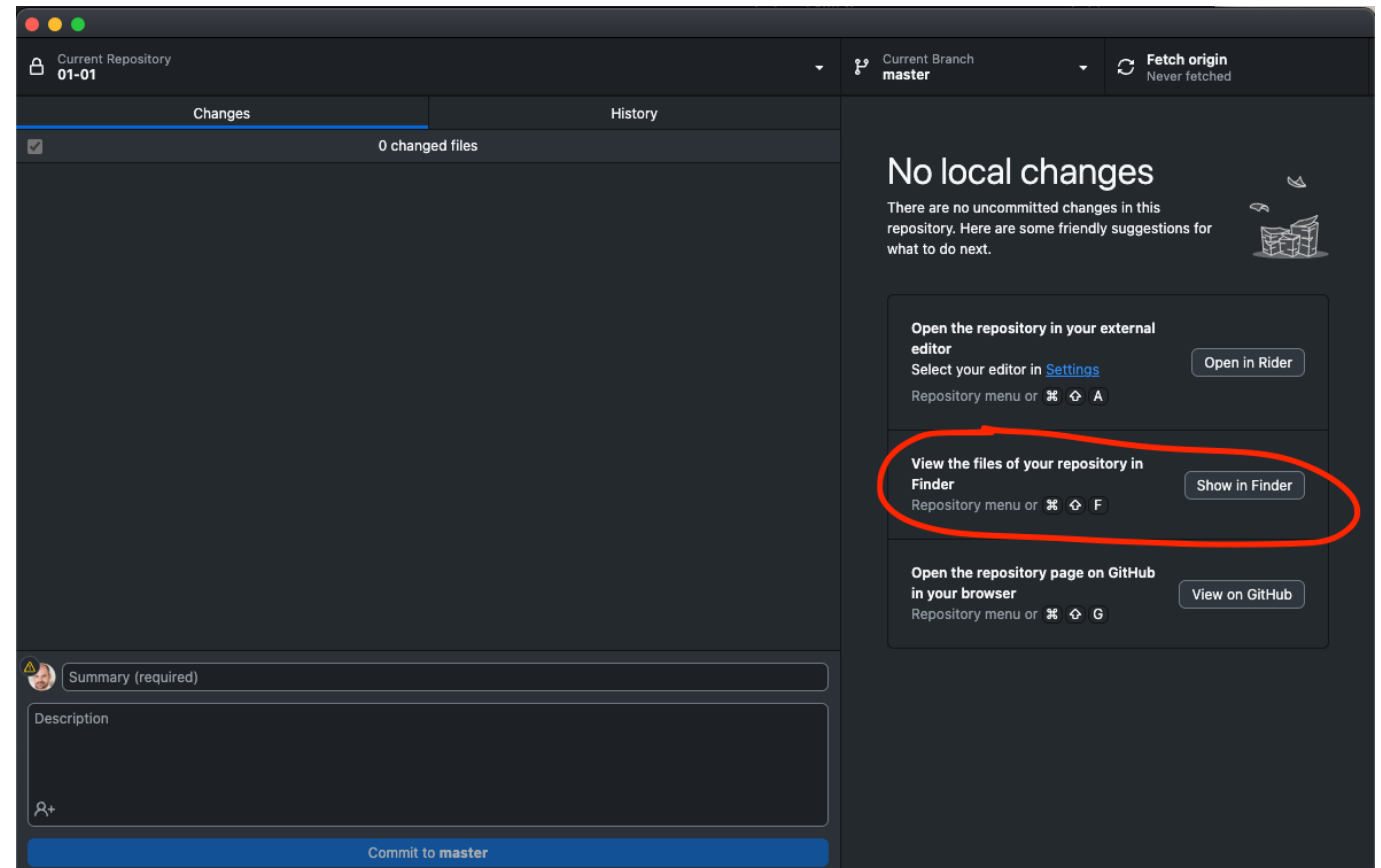 Current Repository
01-01
Current Branch
master
Fetch origin
Never fetched
Changes
History
0 changed files
No local changes
There are no uncommitted changes in this
repository. Here are some friendly suggestions for
what to do next.
Open the repository in your external
editor
Select your editor in Settings
Repository menu or ⌘ ⇧ A
Open in Rider
View the files of your repository in
Finder
Repository menu or ⌘ ⇧ F
Show in Finder
Open the repository page on GitHub
in your browser
Repository menu or ⌘ ⇧ G
View on GitHub
Summary (required)
Description
Commit to master